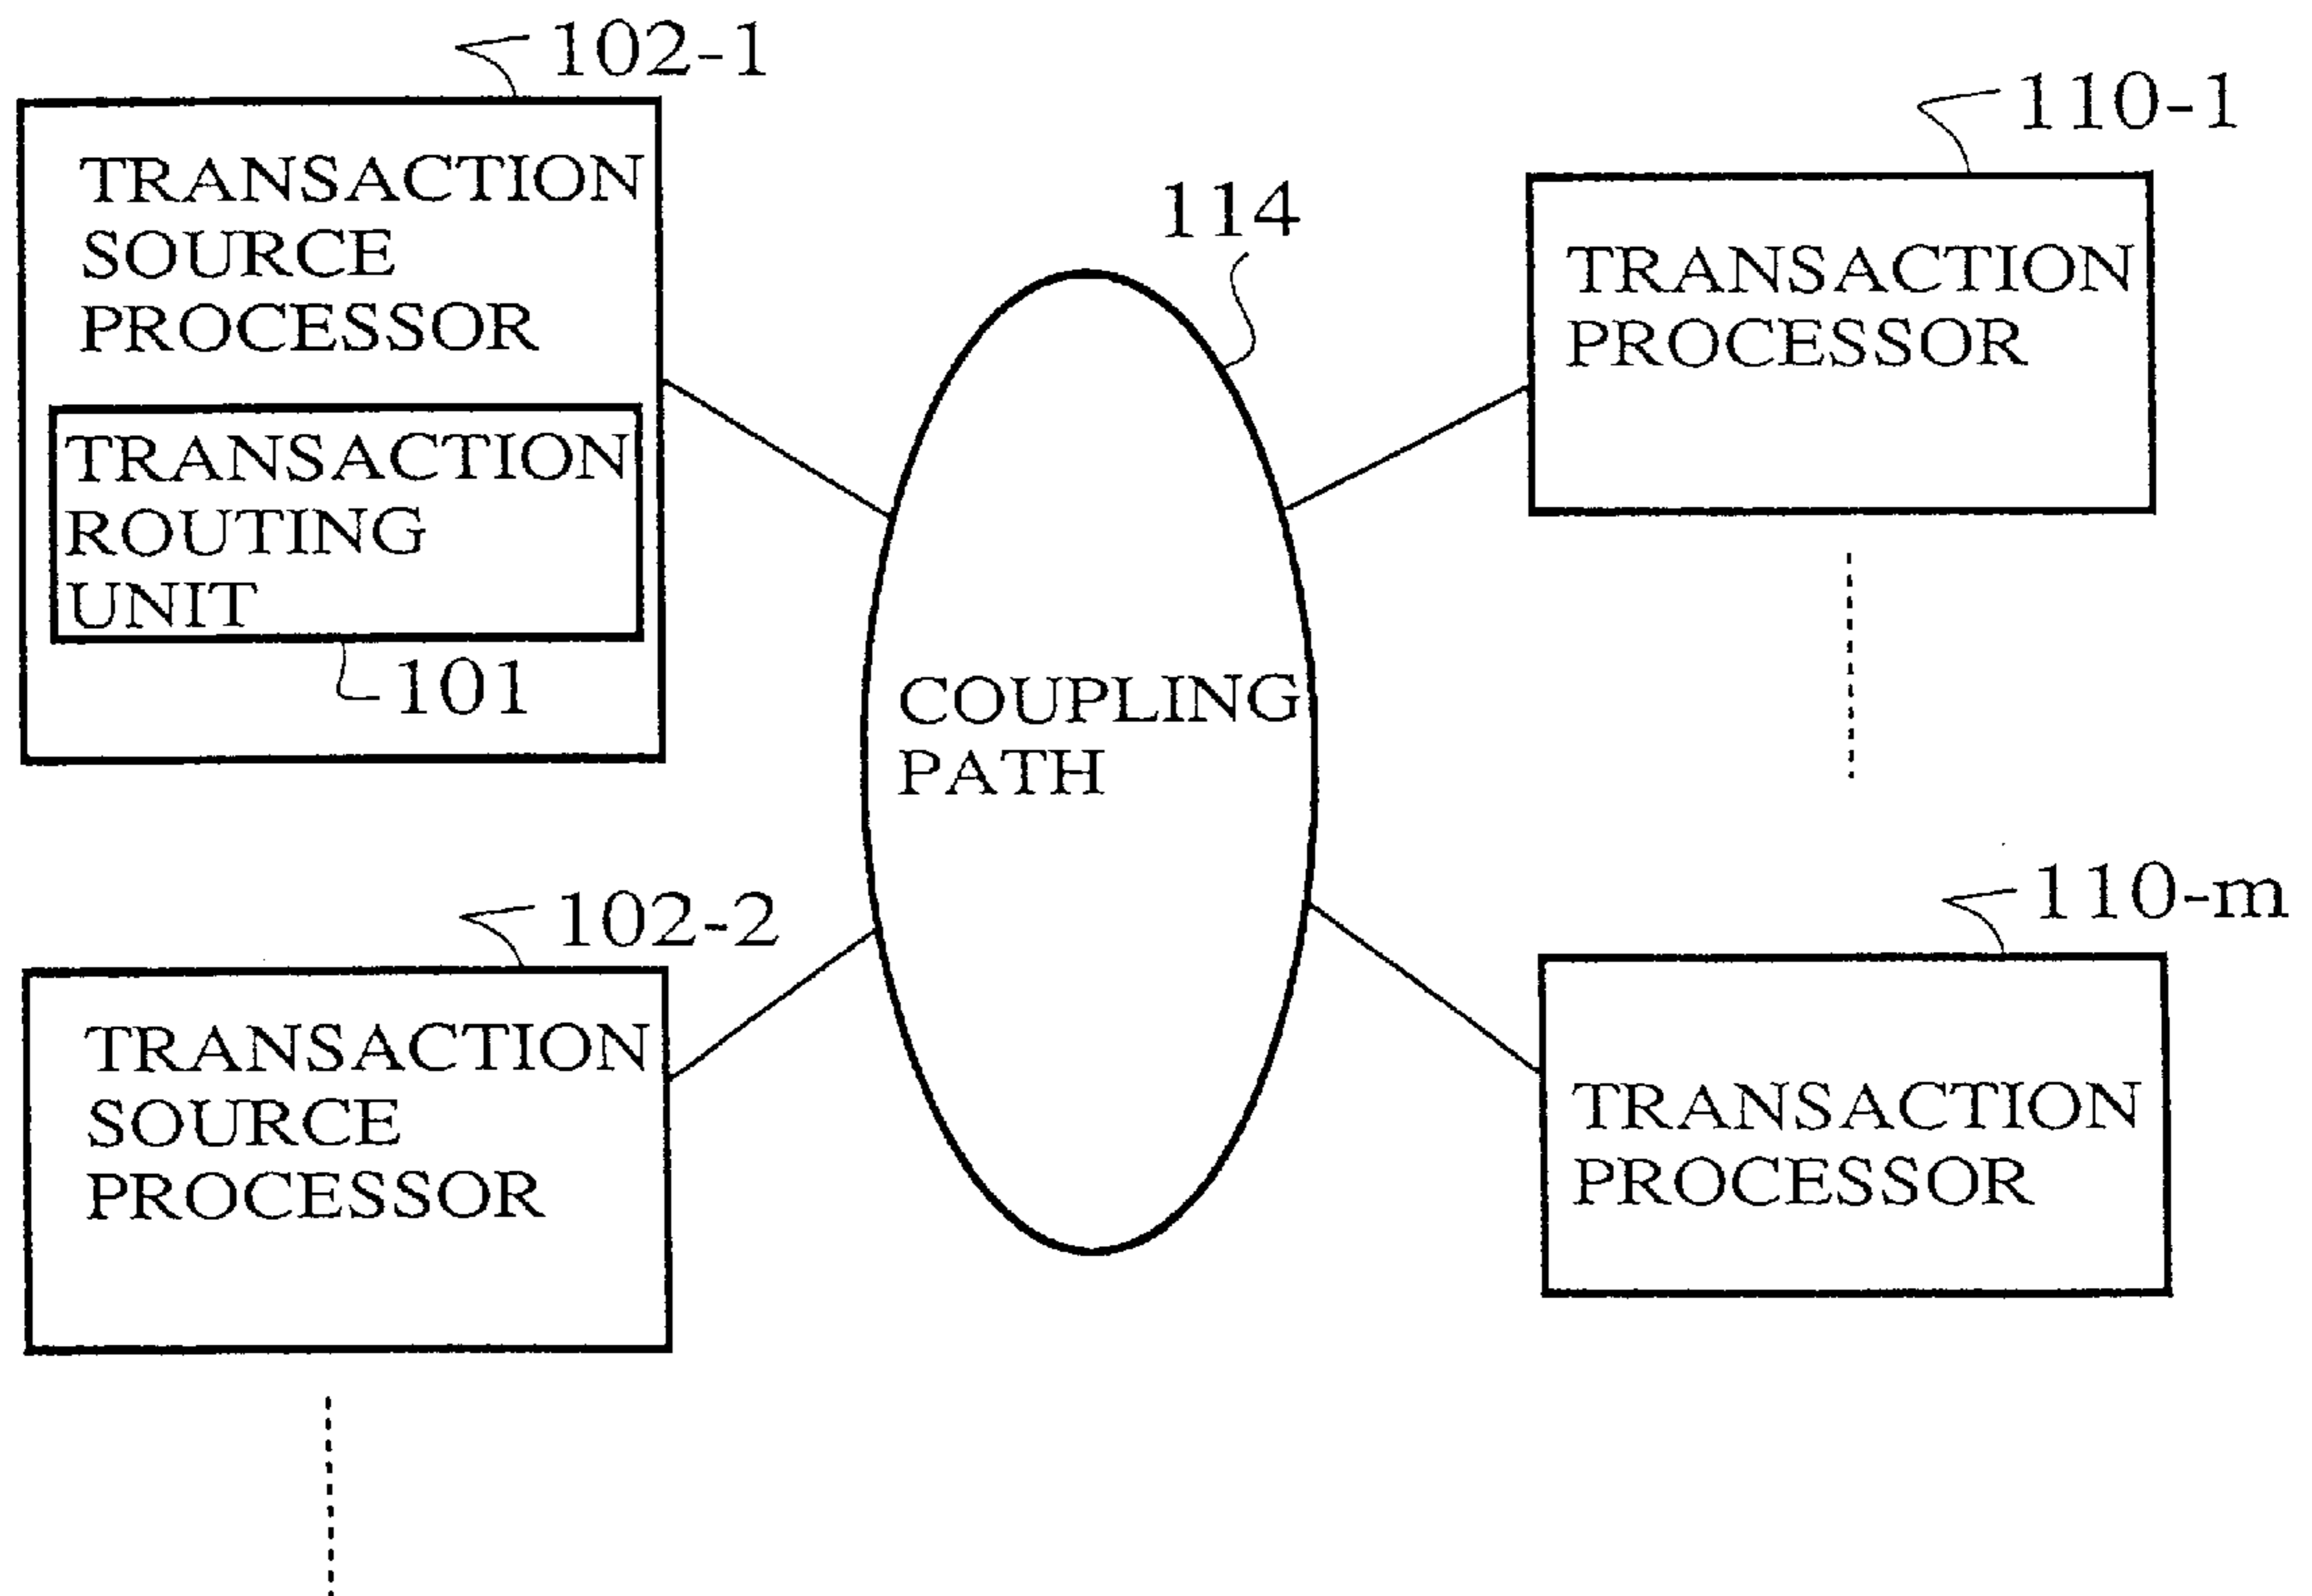 102-1
TRANSACTION
SOURCE
PROCESSOR
TRANSACTION
ROUTING
UNIT
101
114
COUPLING
PATH
110-1
TRANSACTION
PROCESSOR
102-2
TRANSACTION
SOURCE
PROCESSOR
110-m
TRANSACTION
PROCESSOR